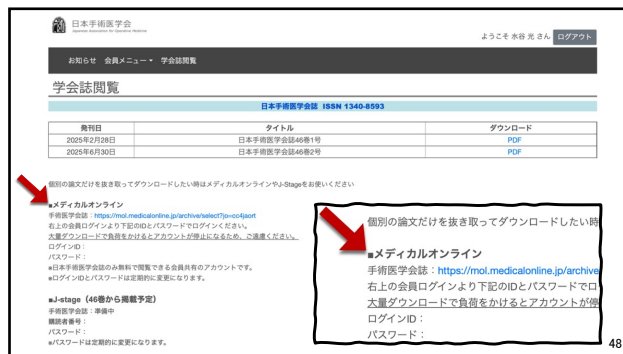 日本手術医学会
Japanese Association for Operative Medicine
ようこそ 水谷 光 さん ログアウト
お知らせ 会員メニュー 学会誌閲覧
学会誌閲覧
日本手術医学会誌 ISSN 1340-8593
発刊日 タイトル ダウンロード
2025年2月28日 日本手術医学会誌46巻1号 PDF
2025年6月30日 日本手術医学会誌46巻2号 PDF
個別の論文だけを抜き取ってダウンロードしたい時はメディカルオンラインやJ-Stageをお使いください
■メディカルオンライン
手術医学会誌：https://mol.medicalonline.jp/archive/select?jo=cc4jaort
右上の会員ログインより下記のIDとパスワードでログインください。
大量ダウンロードで負荷をかけるとアカウントが停止になるため、ご遠慮ください。
ログインID：
パスワード：
※日本手術医学会誌のみ無料で閲覧できる会員共有のアカウントです。
※ログインIDとパスワードは定期的に変更になります。
■J-stage（46巻から掲載予定）
手術医学会誌：準備中
購読者番号：
パスワード：
※パスワードは定期的に変更になります。
個別の論文だけを抜き取ってダウンロードしたい時
■メディカルオンライン
手術医学会誌：https://mol.medicalonline.jp/archive
右上の会員ログインより下記のIDとパスワードでロ
大量ダウンロードで負荷をかけるとアカウントが停
ログインID：
パスワード：
48